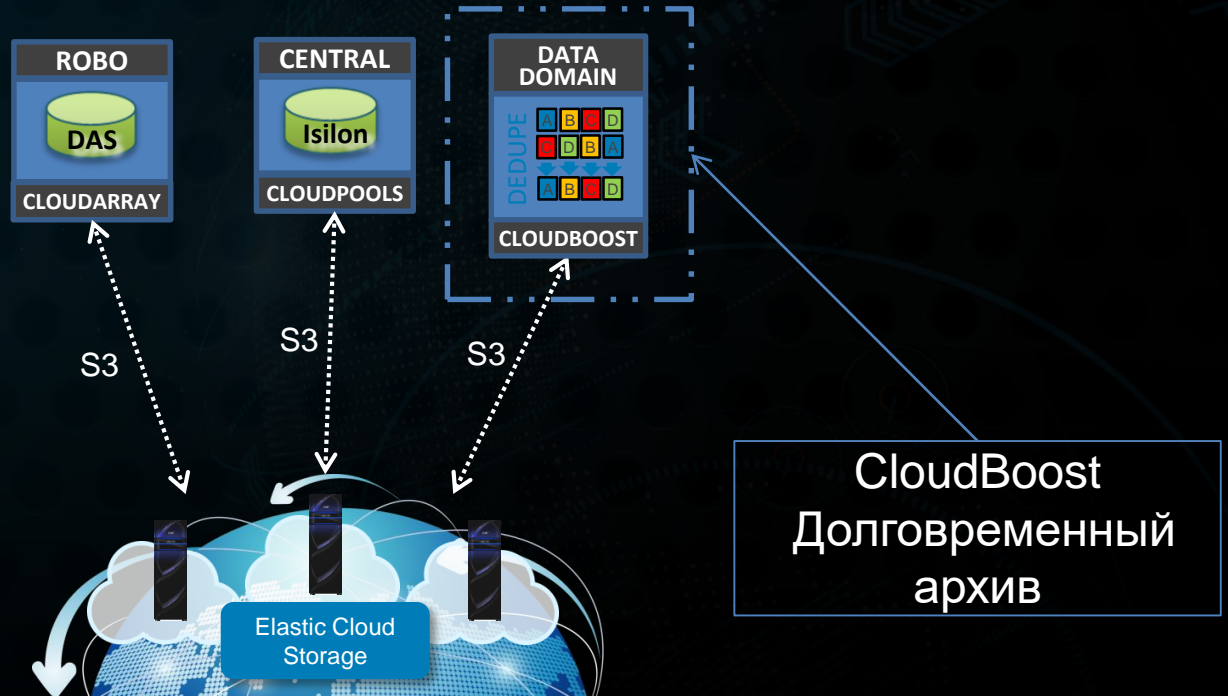 ROBO
DAS
CLOUDARRAY
CENTRAL
Isilon
CLOUDPOOLS
DATA
DOMAIN
DEDUPE
A B C D
C D B A
A B C D
CLOUDBOOST
S3
S3
S3
CloudBoost
Долговременный
архив
Elastic Cloud
Storage